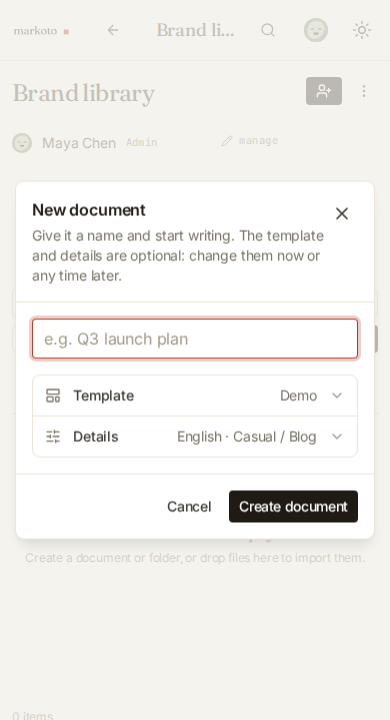 markoto
Brand li...
Brand library
Maya Chen Admin
manage
New document
Give it a name and start writing. The template
and details are optional: change them now or
any time later.
e.g. Q3 launch plan
Template Demo
Details English · Casual / Blog
Cancel Create document
Create a document or folder, or drop files here to import them.
0 items